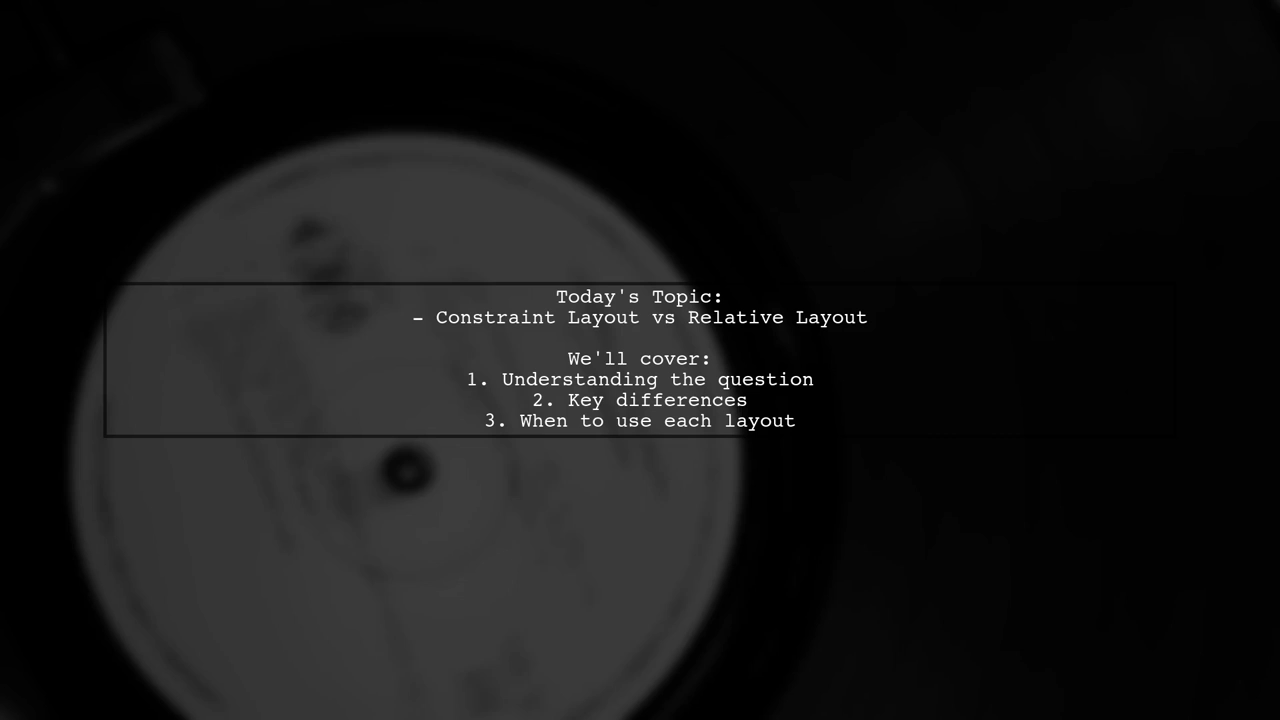 Today's Topic:
- Constraint Layout vs Relative Layout
We'll cover:
1. Understanding the question
2. Key differences
3. When to use each layout